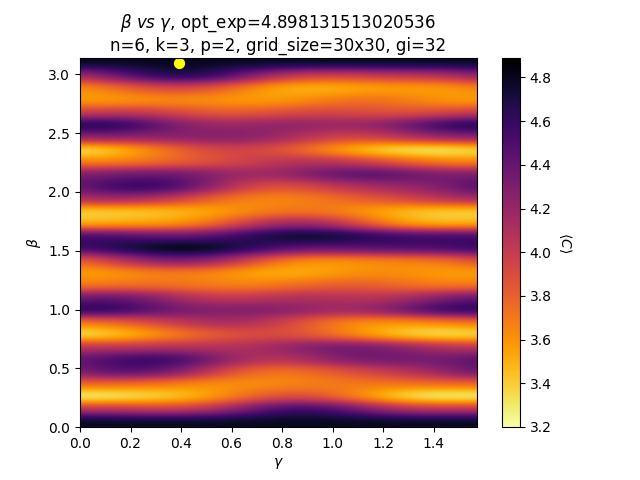 β vs γ, opt_exp=4.898131513020536
n=6, k=3, p=2, grid_size=30x30, gi=32
3.0
2.5
2.0
1.5
1.0
0.5
0.0
β
0.0 0.2 0.4 0.6 0.8 1.0 1.2 1.4
γ
4.8
4.6
4.4
4.2
4.0
3.8
3.6
3.4
3.2
⟨C⟩